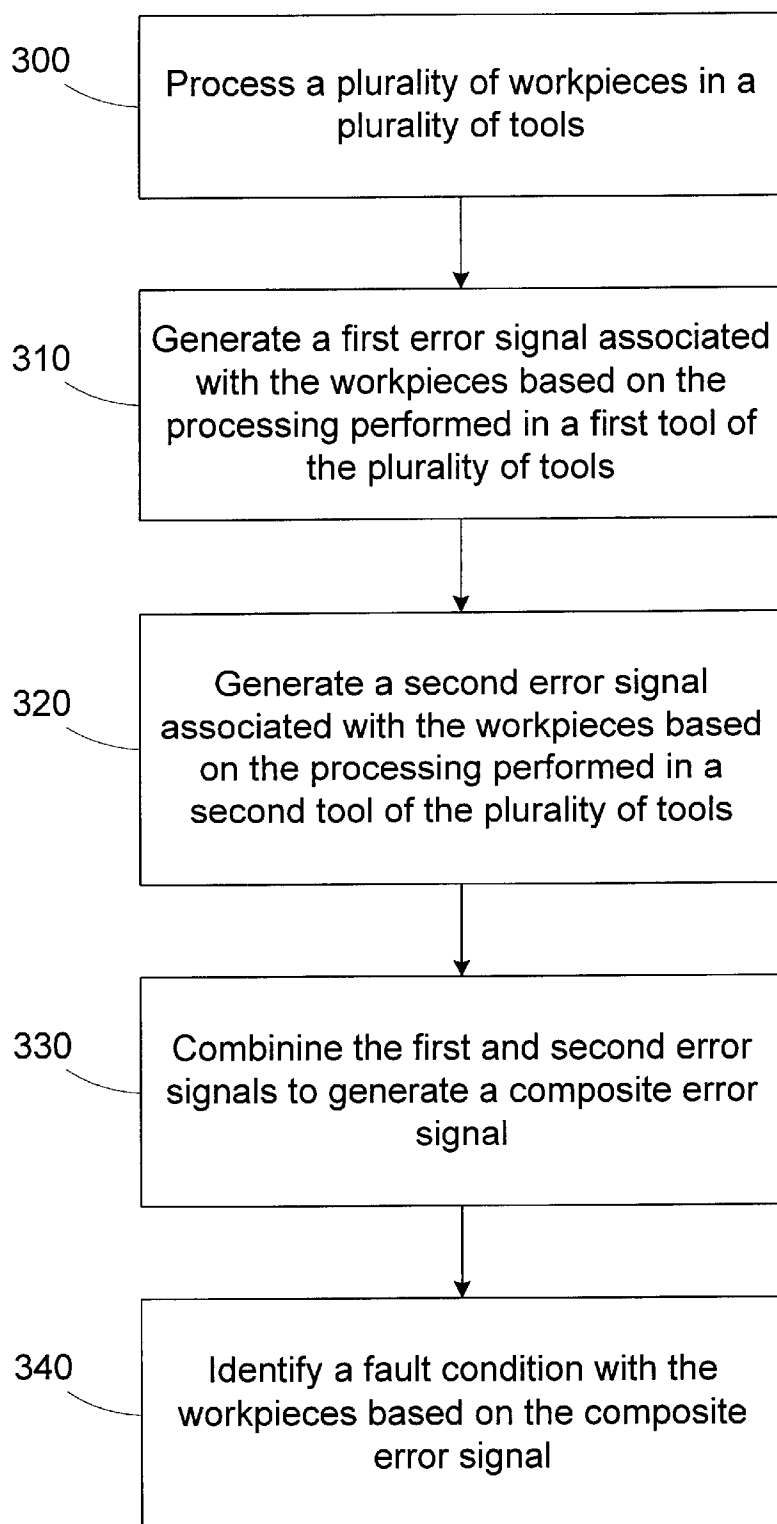 300
Process a plurality of workpieces in a
plurality of tools
310
Generate a first error signal associated
with the workpieces based on the
processing performed in a first tool of
the plurality of tools
320
Generate a second error signal
associated with the workpieces based
on the processing performed in a
second tool of the plurality of tools
330
Combinine the first and second error
signals to generate a composite error
signal
340
Identify a fault condition with the
workpieces based on the composite
error signal